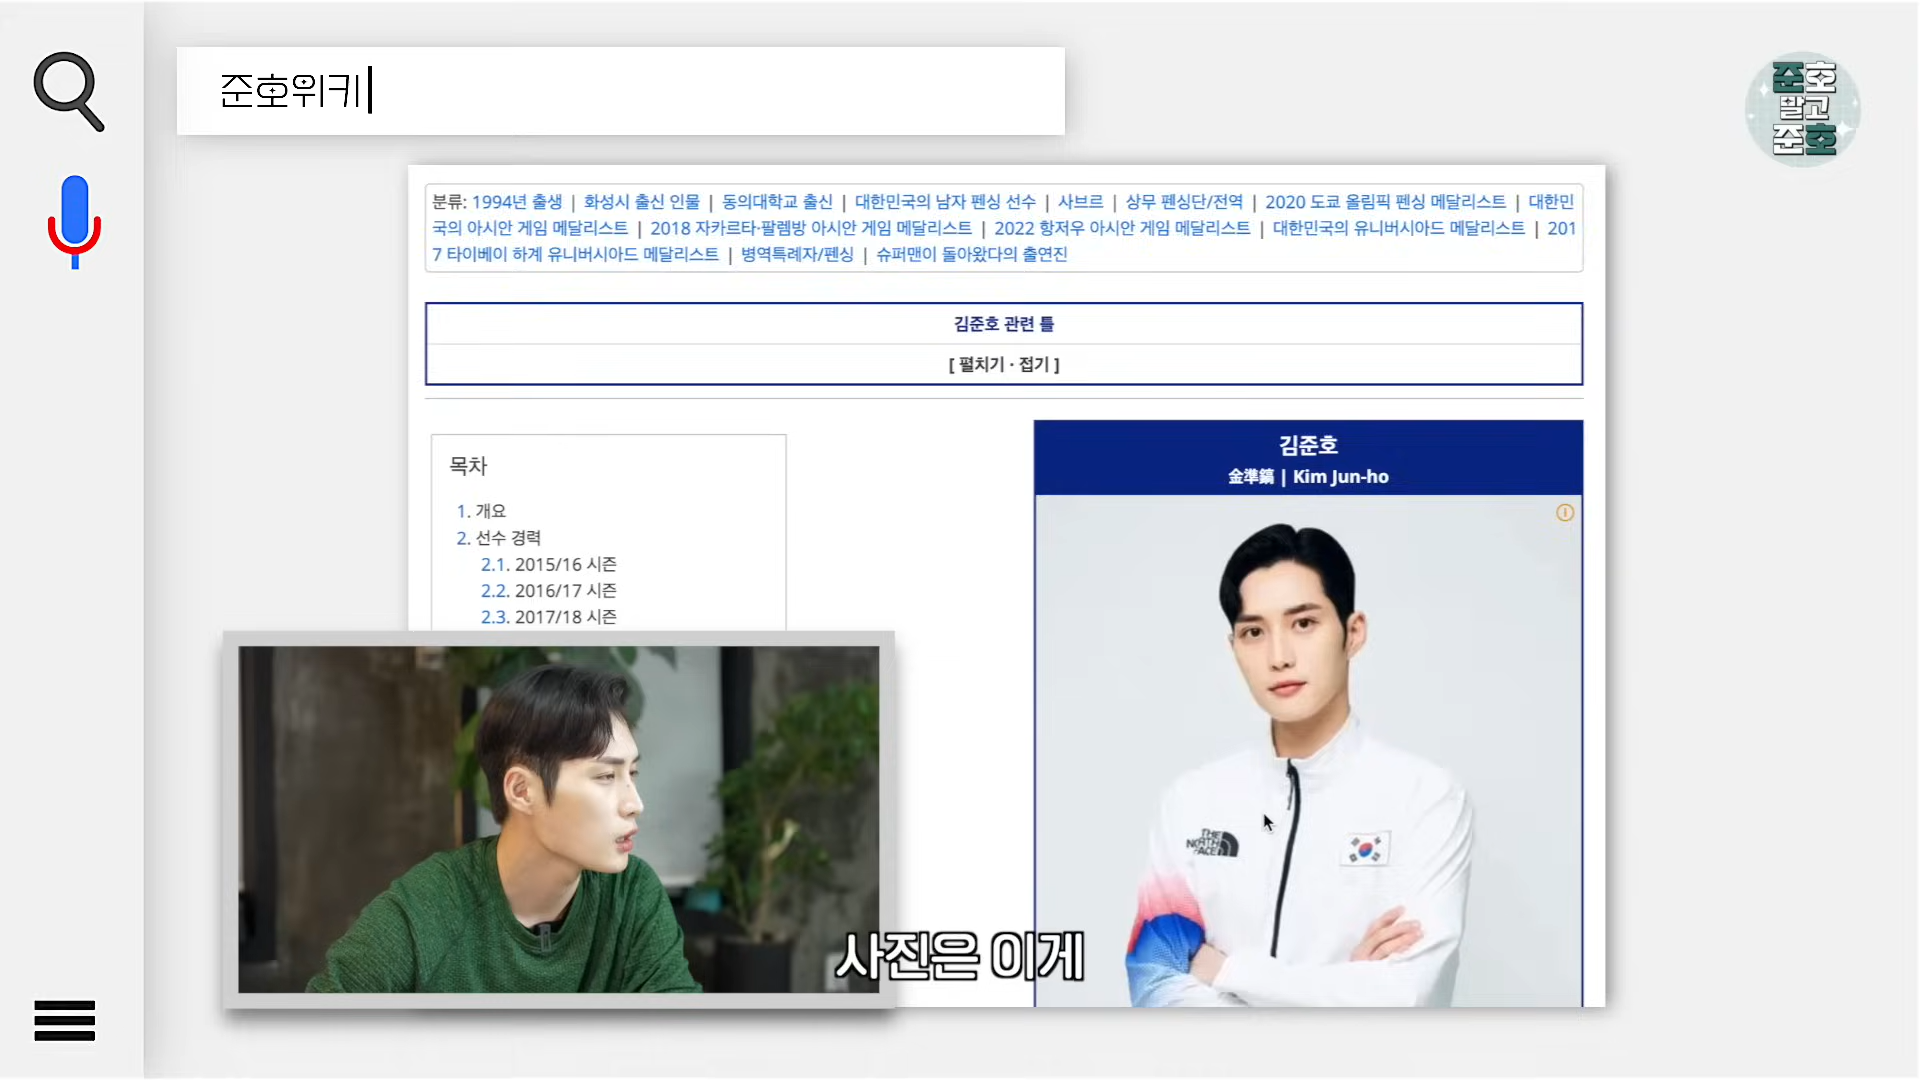 준호위키
준호
말고
준호
분류: 1994년 출생 | 화성시 출신 인물 | 동의대학교 출신 | 대한민국의 남자 펜싱 선수 | 사브르 | 상무 펜싱단/전역 | 2020 도쿄 올림픽 펜싱 메달리스트 | 대한민
국의 아시안 게임 메달리스트 | 2018 자카르타·팔렘방 아시안 게임 메달리스트 | 2022 항저우 아시안 게임 메달리스트 | 대한민국의 유니버시아드 메달리스트 | 201
7 타이베이 하계 유니버시아드 메달리스트 | 병역특례자/펜싱 | 슈퍼맨이 돌아왔다의 출연진
김준호 관련 틀
[ 펼치기 · 접기 ]
목차
1. 개요
2. 선수 경력
2.1. 2015/16 시즌
2.2. 2016/17 시즌
2.3. 2017/18 시즌
김준호
金準鎬 | Kim Jun-ho
THE
NORTH
FACE
사진은 이게